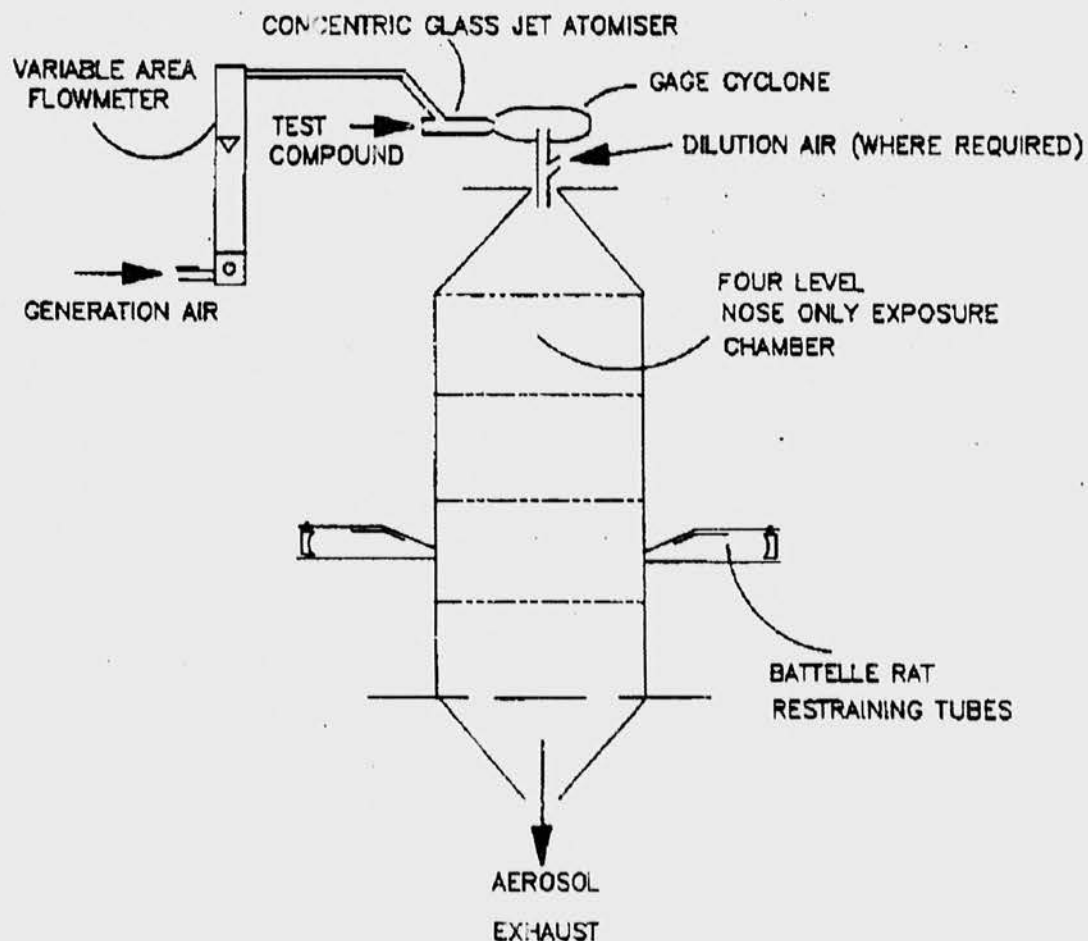 CONCENTRIC GLASS JET ATOMISER
VARIABLE AREA
FLOWMETER
GAGE CYCLONE
TEST
COMPOUND
DILUTION AIR (WHERE REQUIRED)
GENERATION AIR
FOUR LEVEL
NOSE ONLY EXPOSURE
CHAMBER
BATTELLE RAT
RESTRAINING TUBES
AEROSOL
EXHAUST